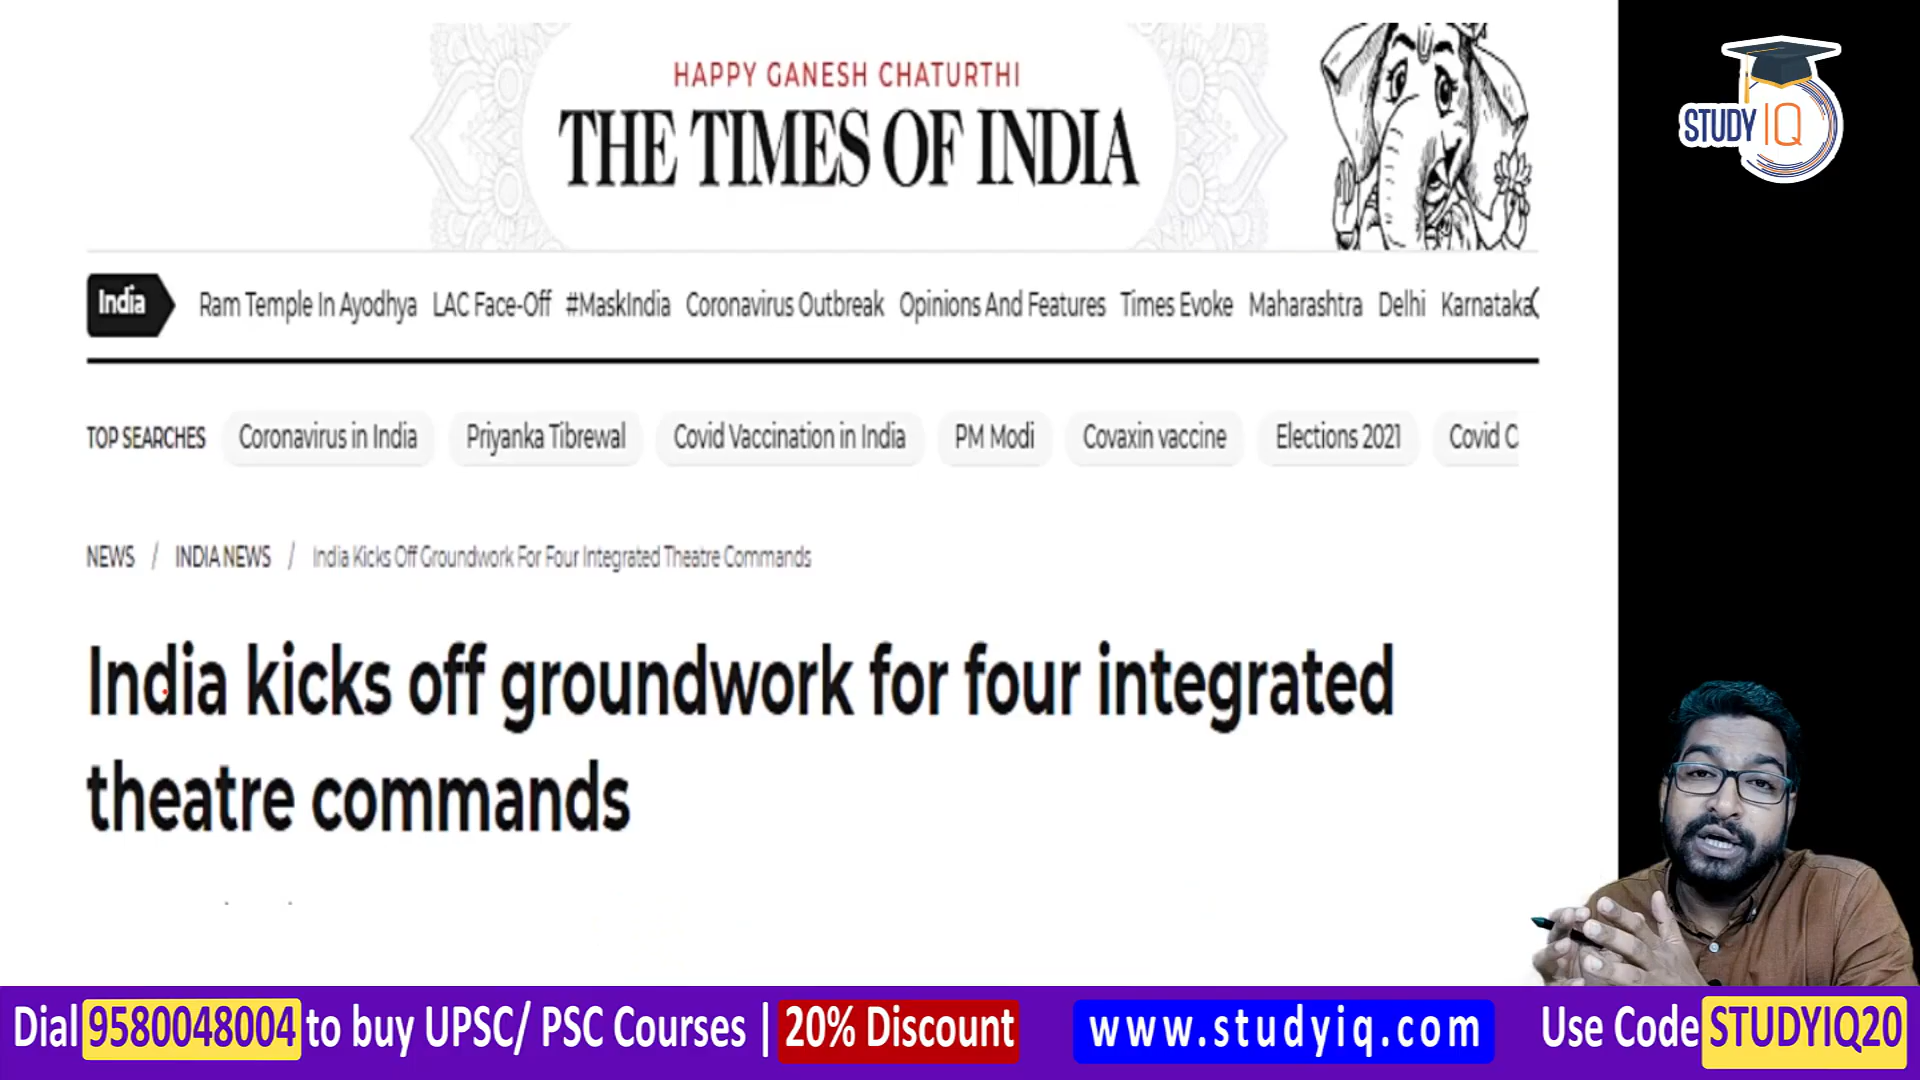 HAPPY GANESH CHATURTHI
THE TIMES OF INDIA
STUDY IQ
India Ram Temple In Ayodhya LAC Face-Off #MaskIndia Coronavirus Outbreak Opinions And Features Times Evoke Maharashtra Delhi Karnataka
TOP SEARCHES Coronavirus in India Priyanka Tibrewal Covid Vaccination in India PM Modi Covaxin vaccine Elections 2021 Covid C
NEWS / INDIA NEWS / India Kicks Off Groundwork For Four Integrated Theatre Commands
India kicks off groundwork for four integrated
theatre commands
Dial 9580048004 to buy UPSC/ PSC Courses | 20% Discount www.studyiq.com Use Code STUDYIQ20